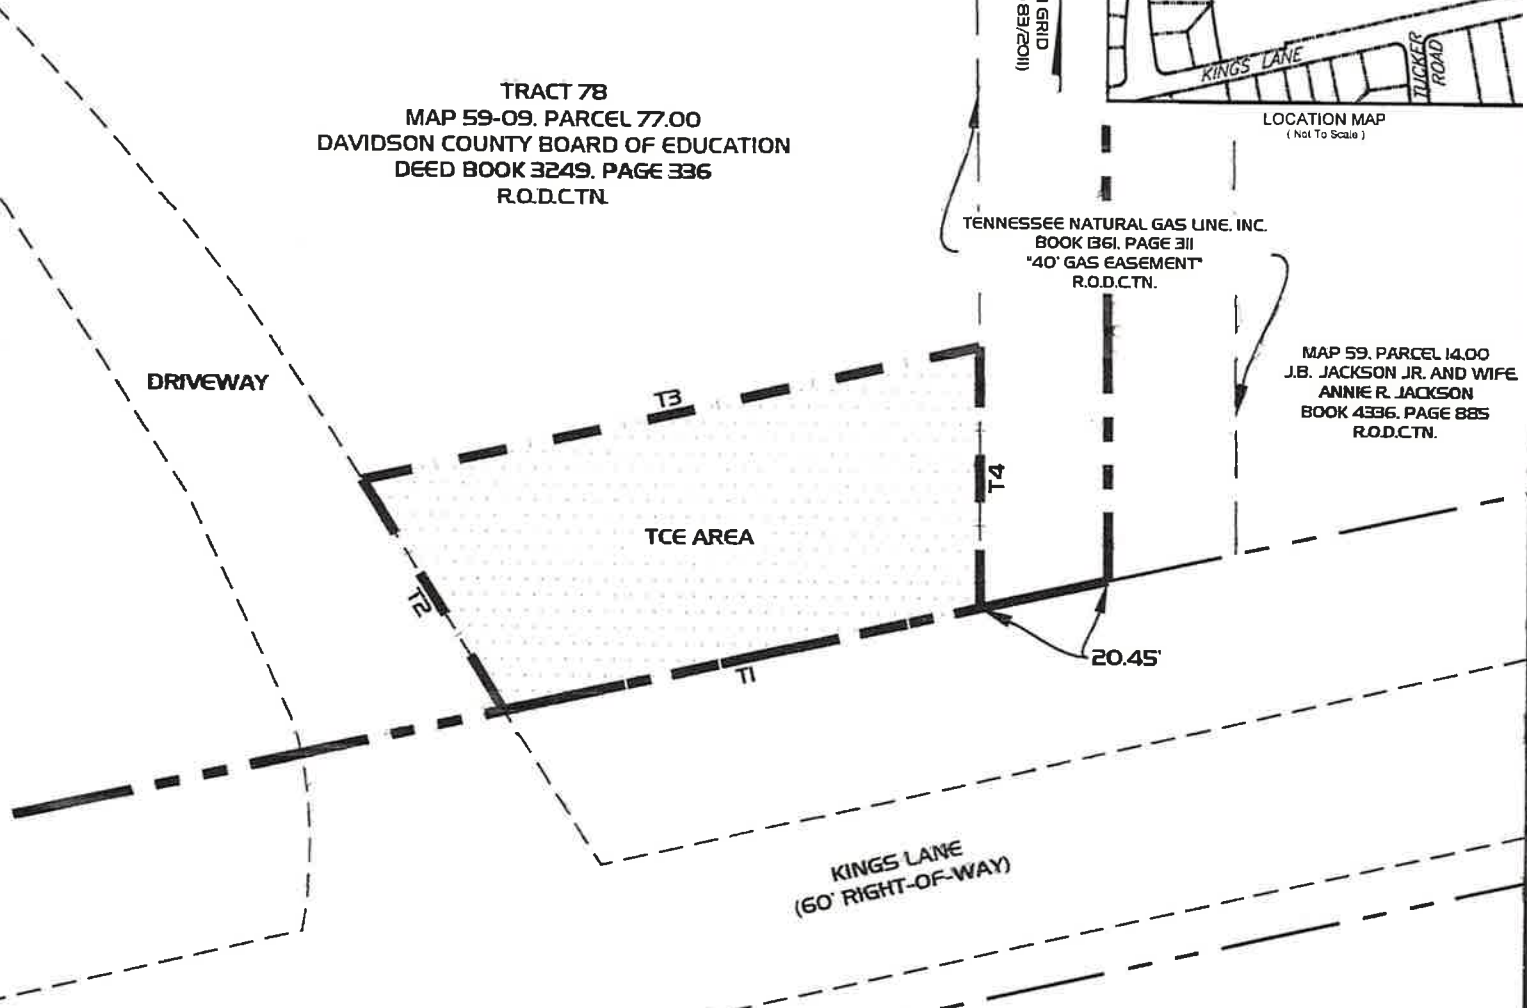 GRID
83/2011)
KINGS LANE
TUCKER
ROAD
LOCATION MAP
( Not To Scale )
TRACT 78
MAP 59-09. PARCEL 77.00
DAVIDSON COUNTY BOARD OF EDUCATION
DEED BOOK 3249. PAGE 336
R.O.D.C.TN.
TENNESSEE NATURAL GAS LINE. INC.
BOOK 1361. PAGE 311
"40' GAS EASEMENT"
R.O.D.C.TN.
MAP 59. PARCEL 14.00
J.B. JACKSON JR. AND WIFE
ANNIE R. JACKSON
BOOK 4336. PAGE 885
R.O.D.C.TN.
DRIVEWAY
T3
T4
TCE AREA
T2
T1
20.45'
KINGS LANE
(60' RIGHT-OF-WAY)